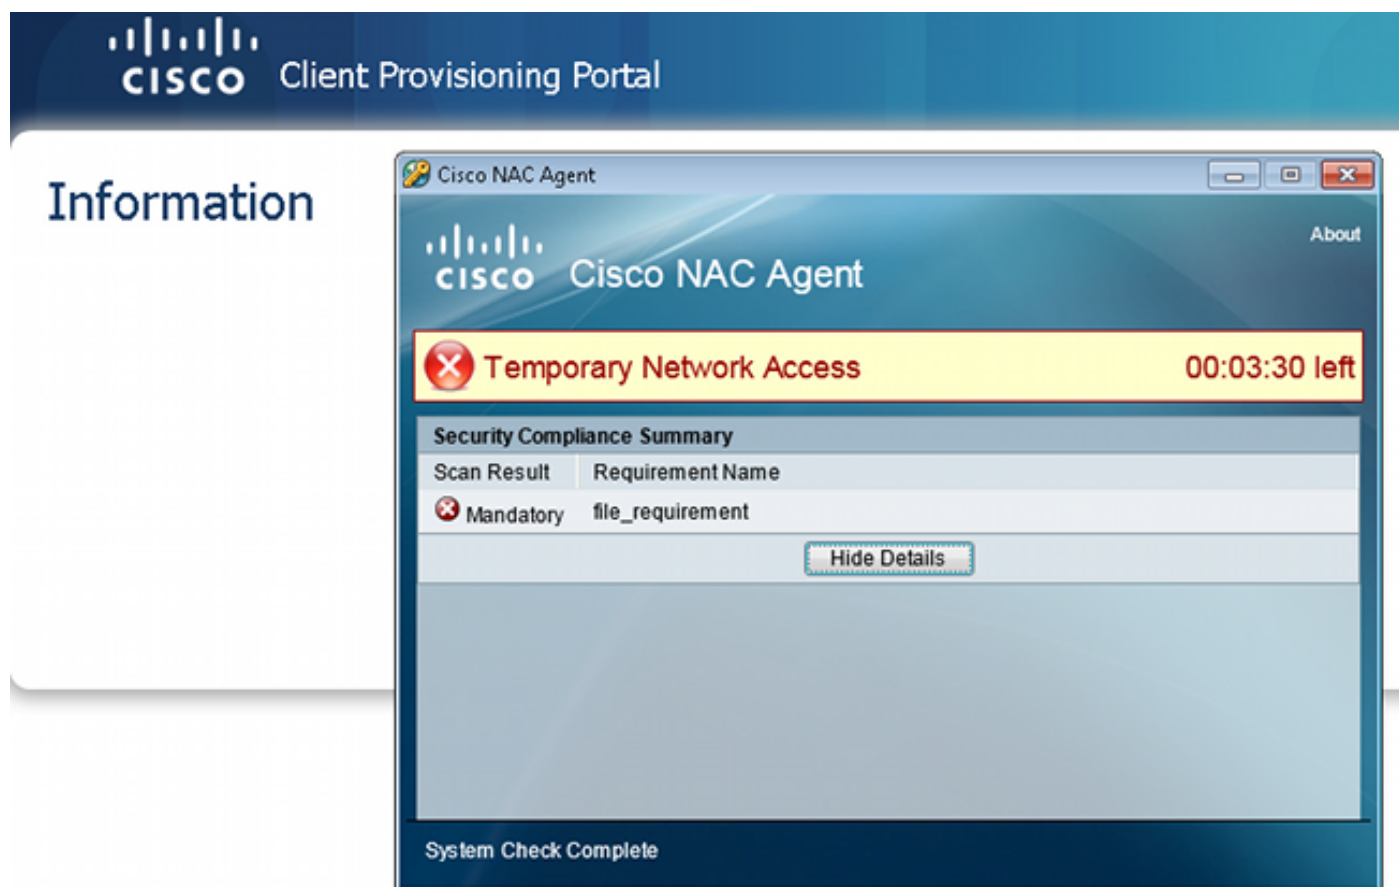 CISCO Client Provisioning Portal
Information
Cisco NAC Agent
About
CISCO Cisco NAC Agent
Temporary Network Access 00:03:30 left
Security Compliance Summary
Scan Result Requirement Name
Mandatory file_requirement
Hide Details
System Check Complete